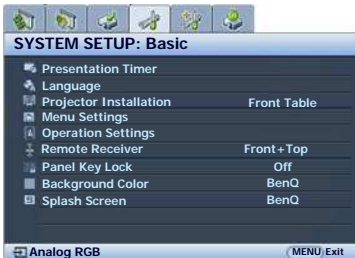 SYSTEM SETUP: Basic
Presentation Timer
Language
Projector Installation Front Table
Menu Settings
Operation Settings
Remote Receiver Front+Top
Panel Key Lock Off
Background Color BenQ
Splash Screen BenQ
Analog RGB MENU Exit